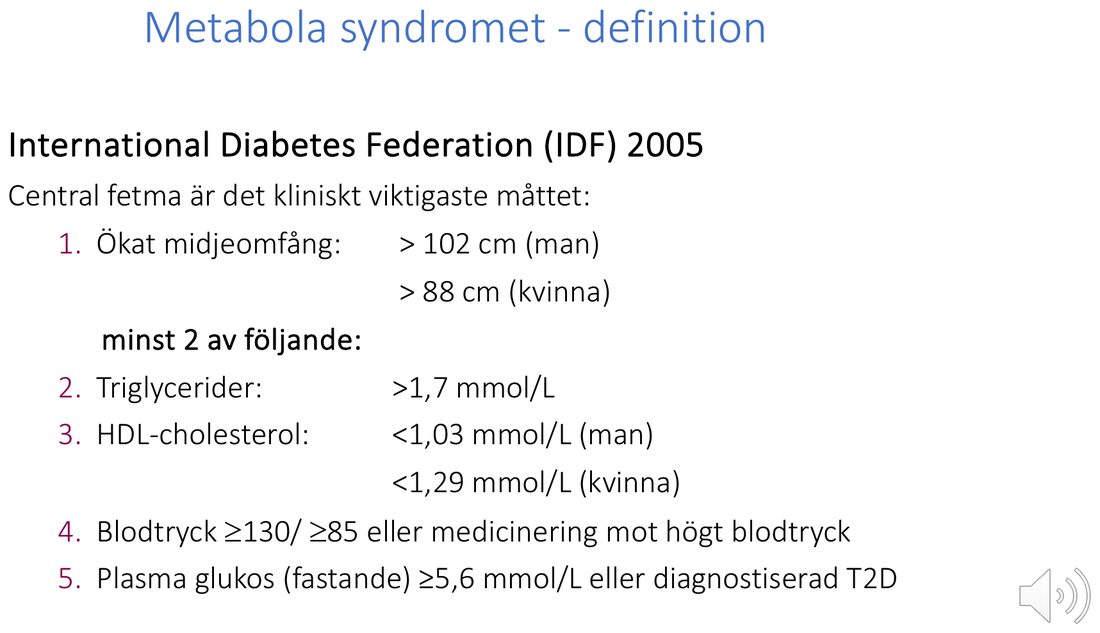 Metabola syndromet - definition
International Diabetes Federation (IDF) 2005
Central fetma är det kliniskt viktigaste måttet:
1. Ökat midjeomfång: > 102 cm (man)
> 88 cm (kvinna)
minst 2 av följande:
2. Triglycerider: >1,7 mmol/L
3. HDL-cholesterol: <1,03 mmol/L (man)
<1,29 mmol/L (kvinna)
4. Blodtryck ≥130/ ≥85 eller medicinering mot högt blodtryck
5. Plasma glukos (fastande) ≥5,6 mmol/L eller diagnostiserad T2D